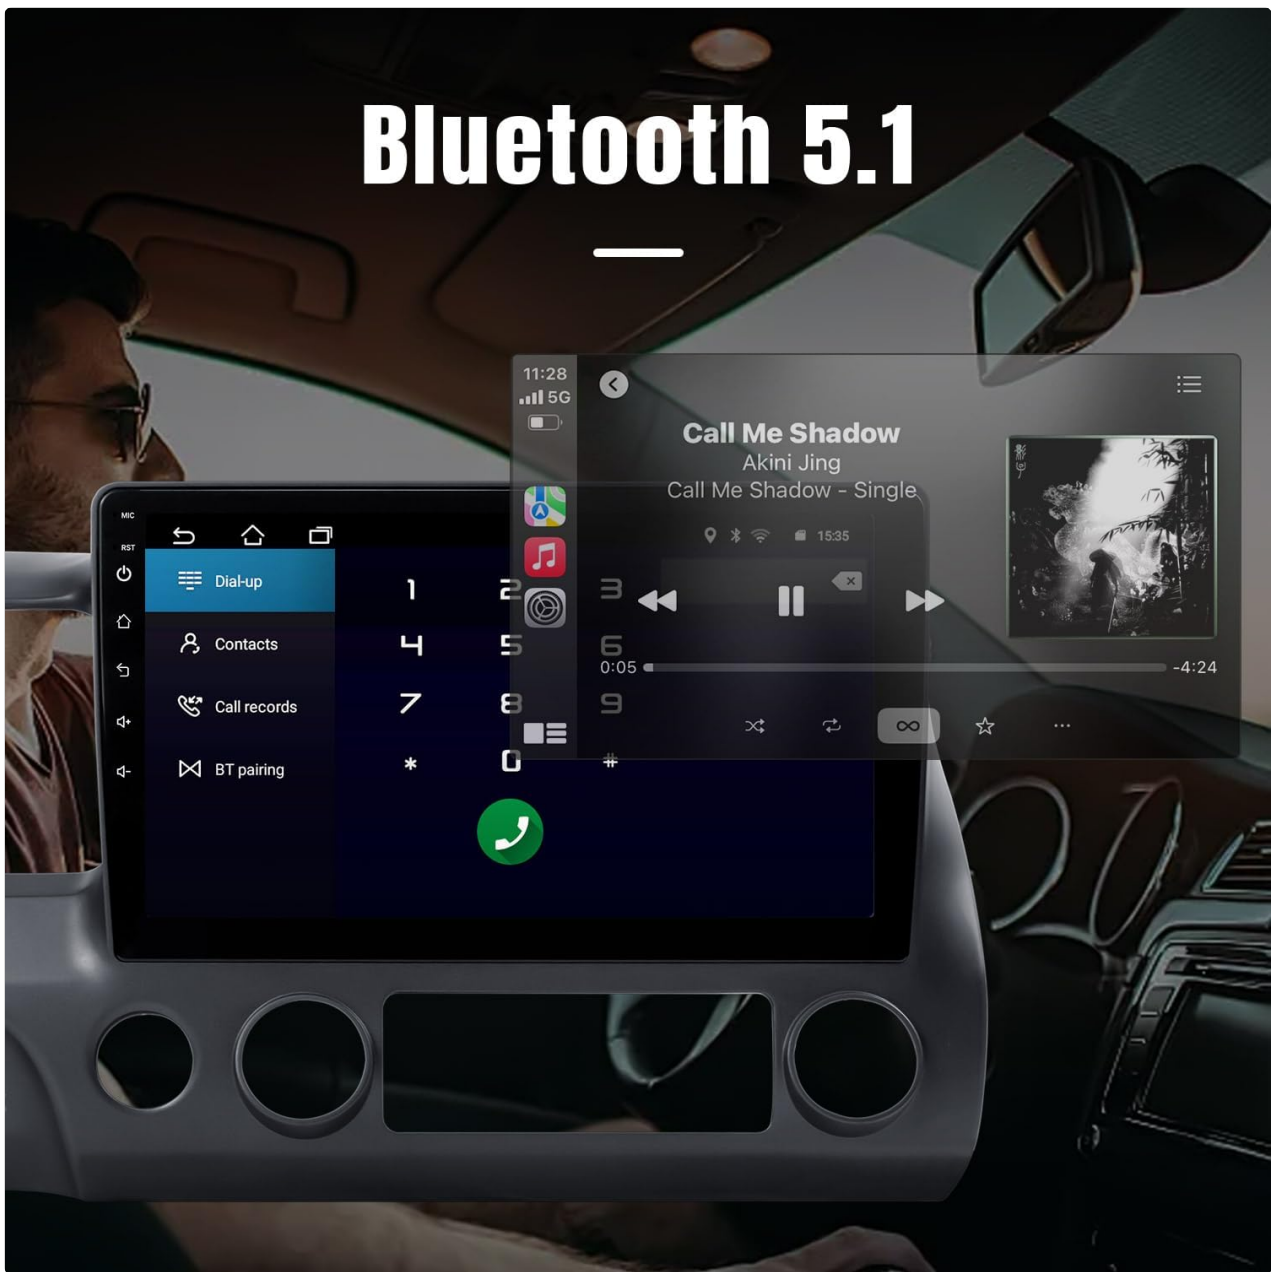 Bluetooth 5.1
11:28
5G
Call Me Shadow
Akini Jing
Call Me Shadow - Single
影子
MIC
RST
15:35
Dial-up
Contacts
Call records
BT pairing
1 2 3
4 5 6
7 8 9
* 0 #
0:05
-4:24